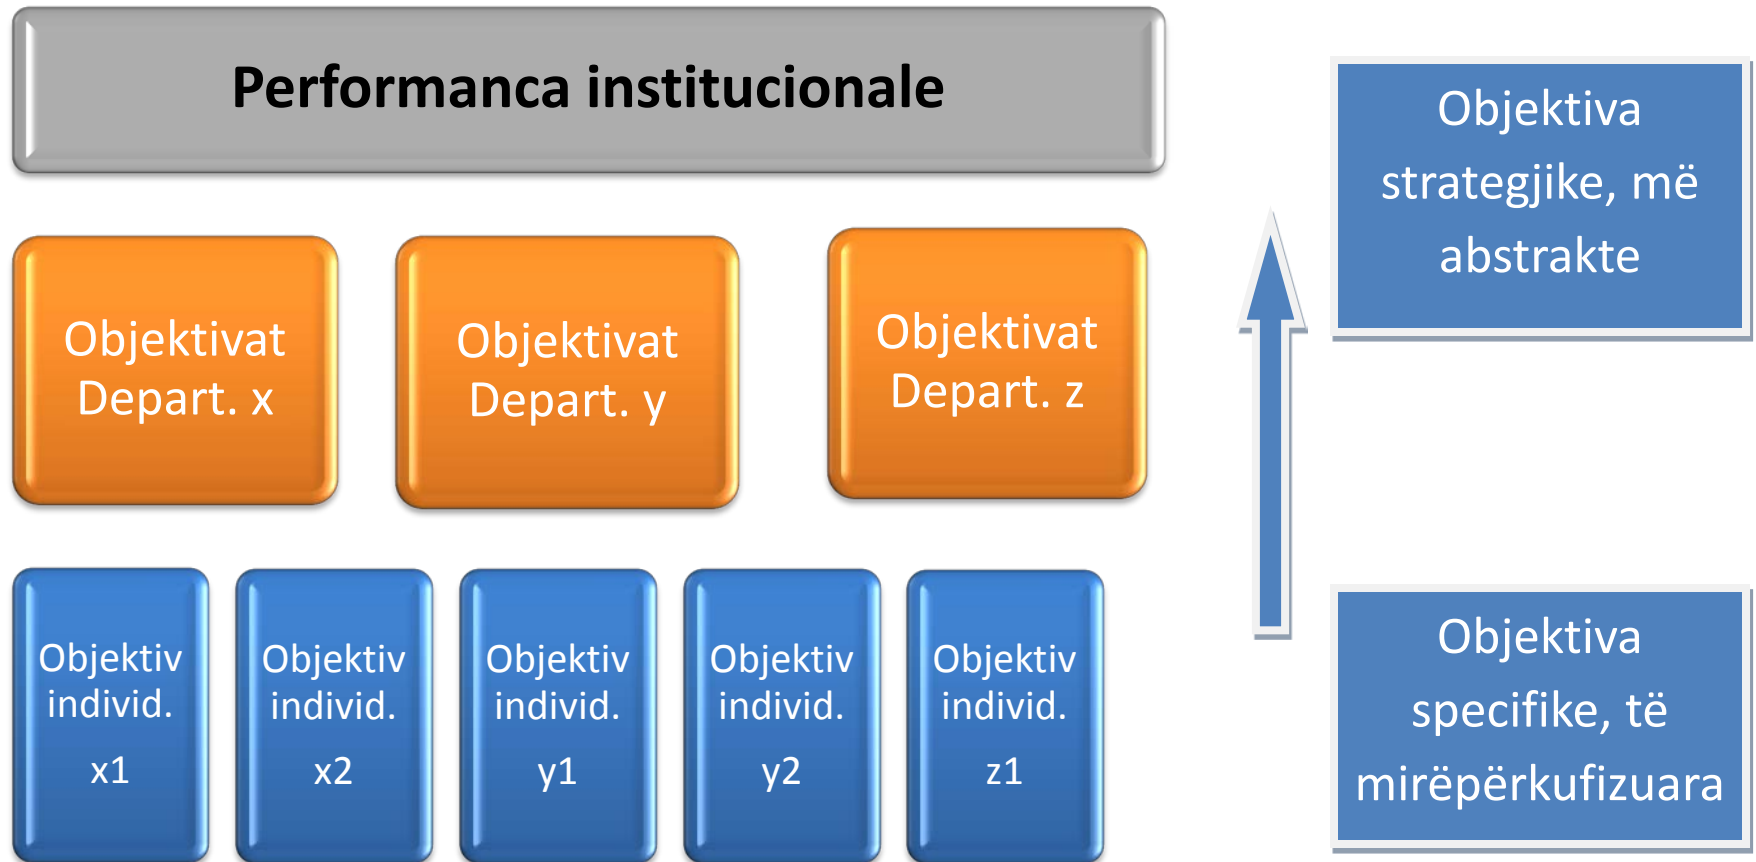 Performanca institucionale
Objektivat
Depart. x
Objektivat
Depart. y
Objektivat
Depart. z
Objektiv
individ.
x1
Objektiv
individ.
x2
Objektiv
individ.
y1
Objektiv
individ.
y2
Objektiv
individ.
z1
Objektiva
strategjike, më
abstrakte
Objektiva
specifike, të
mirëpërkufizuara